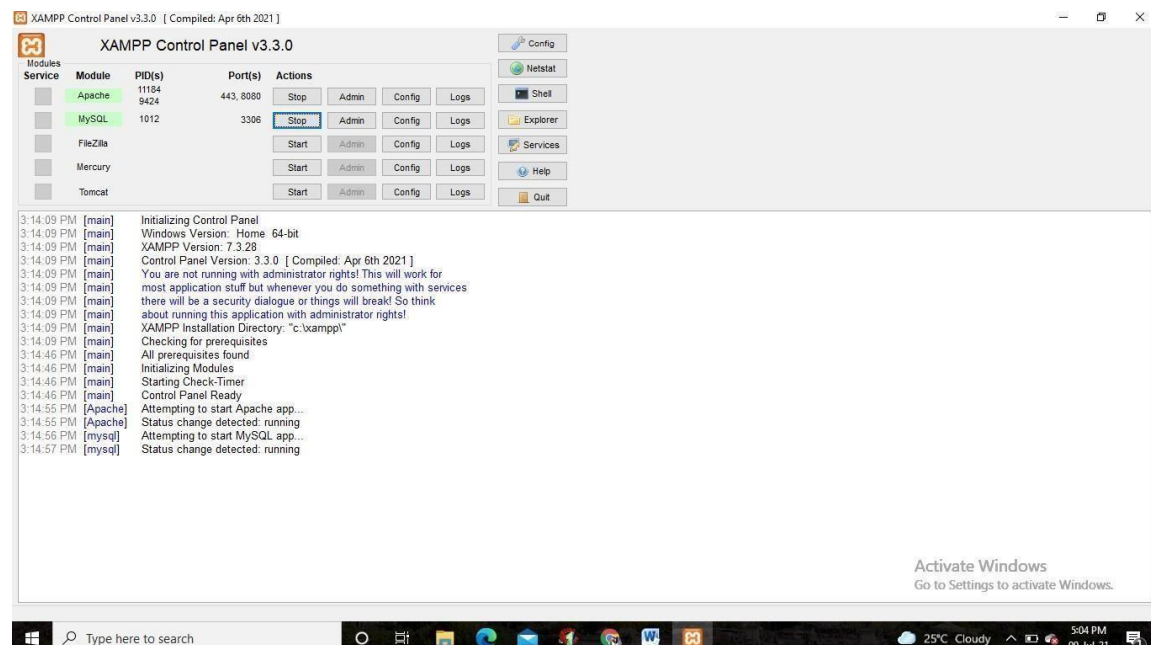 XAMPP Control Panel v3.3.0 [ Compiled: Apr 6th 2021 ]
XAMPP Control Panel v3.3.0
Config
Modules
Service Module PID(s) Port(s) Actions
Netstat
Apache 11184 9424 443, 8080 Stop Admin Config Logs
Shell
MySQL 1012 3306 Stop Admin Config Logs
Explorer
FileZilla Start Admin Config Logs
Services
Mercury Start Admin Config Logs
Help
Tomcat Start Admin Config Logs
Quit
3:14:09 PM [main] Initializing Control Panel
3:14:09 PM [main] Windows Version: Home 64-bit
3:14:09 PM [main] XAMPP Version: 7.3.28
3:14:09 PM [main] Control Panel Version: 3.3.0 [ Compiled: Apr 6th 2021 ]
3:14:09 PM [main] You are not running with administrator rights! This will work for
3:14:09 PM [main] most application stuff but whenever you do something with services
3:14:09 PM [main] there will be a security dialogue or things will break! So think
3:14:09 PM [main] about running this application with administrator rights!
3:14:09 PM [main] XAMPP Installation Directory: "c:\xampp\"
3:14:09 PM [main] Checking for prerequisites
3:14:46 PM [main] All prerequisites found
3:14:46 PM [main] Initializing Modules
3:14:46 PM [main] Starting Check-Timer
3:14:46 PM [main] Control Panel Ready
3:14:55 PM [Apache] Attempting to start Apache app...
3:14:55 PM [Apache] Status change detected: running
3:14:56 PM [mysql] Attempting to start MySQL app...
3:14:57 PM [mysql] Status change detected: running
Activate Windows
Go to Settings to activate Windows.
Type here to search
25°C Cloudy
5:04 PM